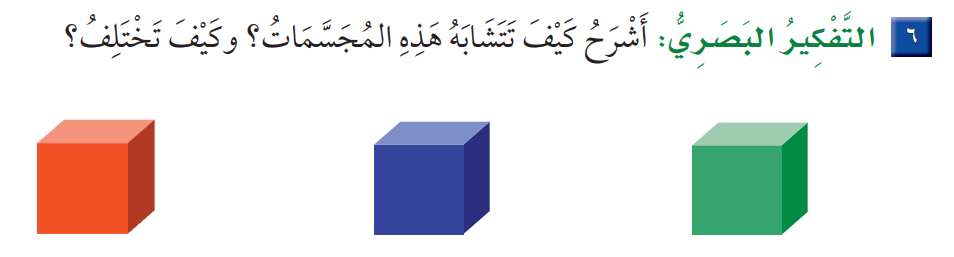 ٦ التَّفْكِيرُ البَصَرِيُّ: أَشْرَحُ كَيْفَ تَتَشَابَهُ هَذِهِ المُجَسَّمَاتُ؟ وكَيْفَ تَخْتَلِفُ؟